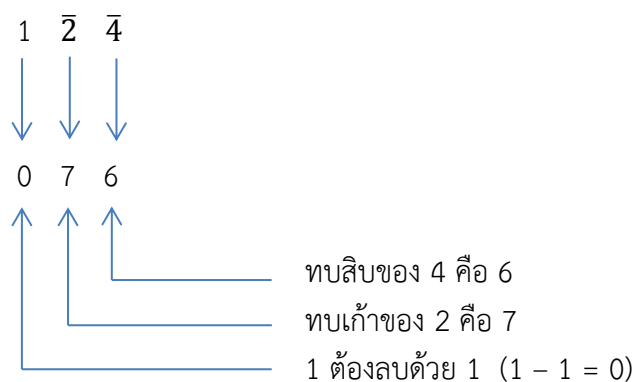 1 2̅ 4̅
0 7 6
ทบสิบของ 4 คือ 6
ทบเก้าของ 2 คือ 7
1 ต้องลบด้วย 1 (1 – 1 = 0)